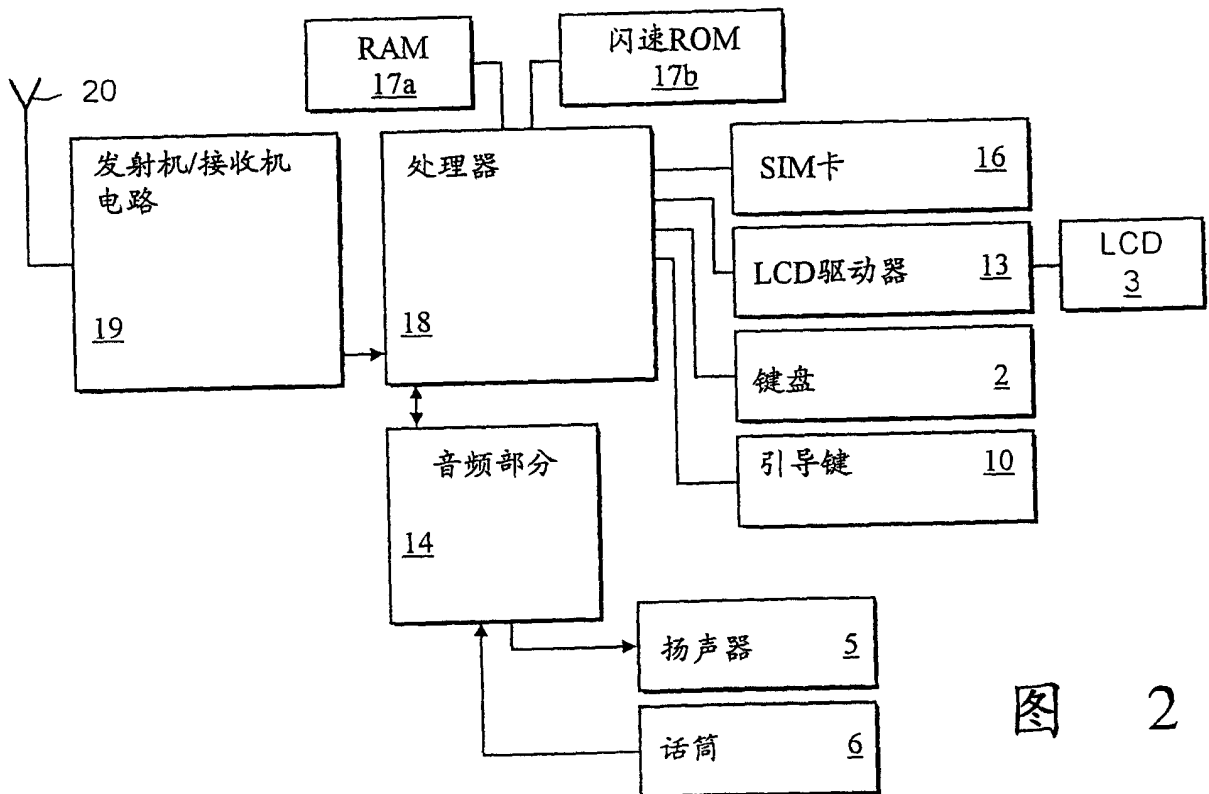 RAM
17a
闪速ROM
17b
20
发射机/接收机
电路
19
处理器
18
SIM卡 16
LCD驱动器 13
LCD
3
键盘 2
引导键 10
音频部分
14
扬声器 5
话筒 6
图 2